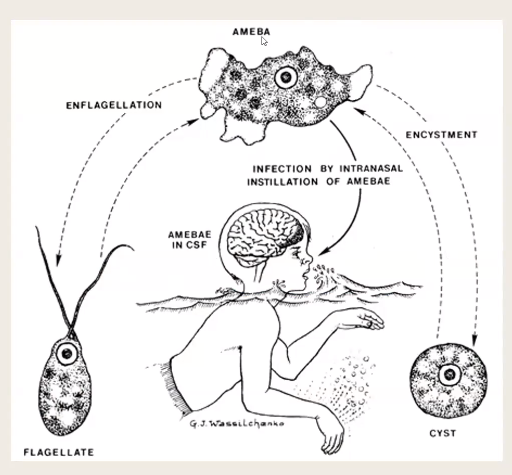 AMEBA
ENFLAGELLATION
ENCYSTMENT
INFECTION BY INTRANASAL
INSTILLATION OF AMEBAE
AMEBAE
IN CSF
G.J. Wassilchenko
CYST
FLAGELLATE